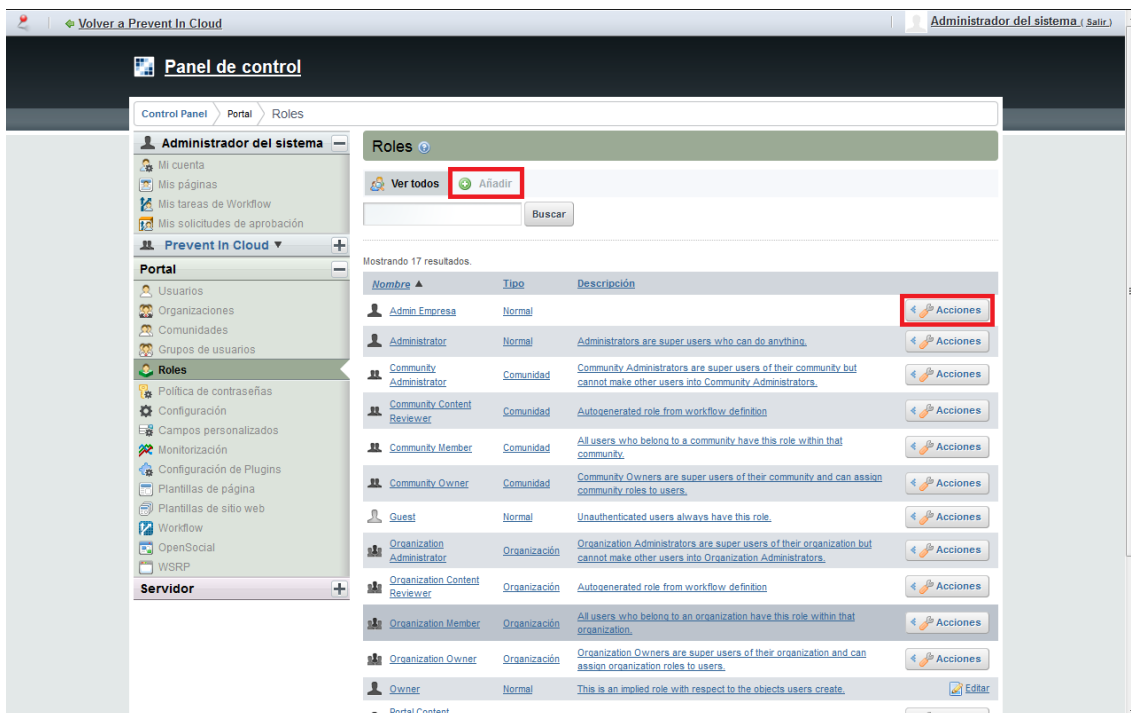 Volver a Prevent In Cloud
Administrador del sistema ( Salir )
Panel de control
Control Panel Portal Roles
Administrador del sistema
Mi cuenta
Mis páginas
Mis tareas de Workflow
Mis solicitudes de aprobación
Prevent In Cloud ▼
Portal
Usuarios
Organizaciones
Comunidades
Grupos de usuarios
Roles
Política de contraseñas
Configuración
Campos personalizados
Monitorización
Configuración de Plugins
Plantillas de página
Plantillas de sitio web
Workflow
OpenSocial
WSRP
Servidor
Roles
Ver todos Añadir
Buscar
Mostrando 17 resultados.
Nombre ▲ Tipo Descripción
Admin Empresa Normal Acciones
Administrator Normal Administrators are super users who can do anything. Acciones
Community Administrator Comunidad Community Administrators are super users of their community but cannot make other users into Community Administrators. Acciones
Community Content Reviewer Comunidad Autogenerated role from workflow definition Acciones
Community Member Comunidad All users who belong to a community have this role within that community. Acciones
Community Owner Comunidad Community Owners are super users of their community and can assign community roles to users. Acciones
Guest Normal Unauthenticated users always have this role. Acciones
Organization Administrator Organización Organization Administrators are super users of their organization but cannot make other users into Organization Administrators. Acciones
Organization Content Reviewer Organización Autogenerated role from workflow definition Acciones
Organization Member Organización All users who belong to an organization have this role within that organization. Acciones
Organization Owner Organización Organization Owners are super users of their organization and can assign organization roles to users. Acciones
Owner Normal This is an implied role with respect to the objects users create. Editar
Portal Content